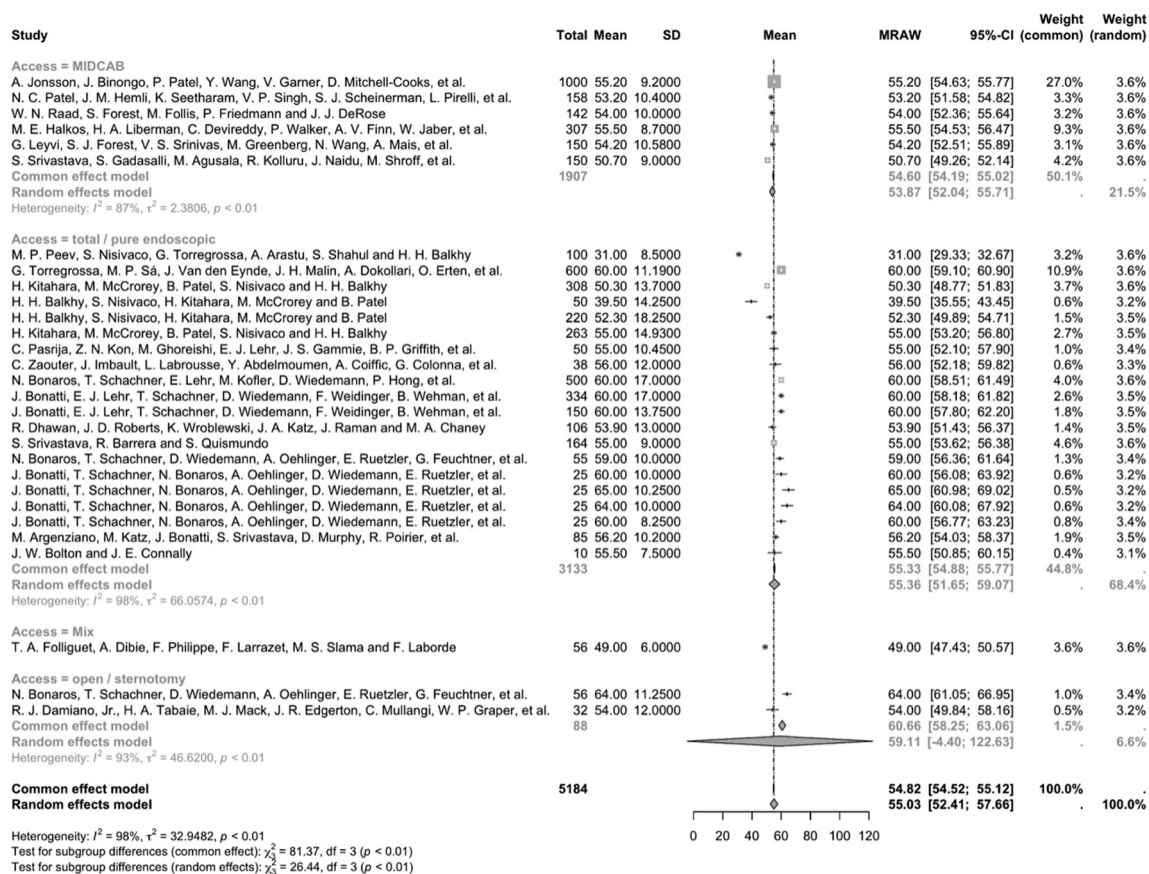 Weight Weight
Study Total Mean SD Mean MRAW 95%-CI (common) (random)
Access = MIDCAB
A. Jonsson, J. Binongo, P. Patel, Y. Wang, V. Garner, D. Mitchell-Cooks, et al. 1000 55.20 9.2000 55.20 [54.63; 55.77] 27.0% 3.6%
N. C. Patel, J. M. Hemli, K. Seetharam, V. P. Singh, S. J. Scheinerman, L. Pirelli, et al. 158 53.20 10.4000 53.20 [51.58; 54.82] 3.3% 3.6%
W. N. Raad, S. Forest, M. Follis, P. Friedmann and J. J. DeRose 142 54.00 10.0000 54.00 [52.36; 55.64] 3.2% 3.6%
M. E. Halkos, H. A. Liberman, C. Devireddy, P. Walker, A. V. Finn, W. Jaber, et al. 307 55.50 8.7000 55.50 [54.53; 56.47] 9.3% 3.6%
G. Leyvi, S. J. Forest, V. S. Srinivas, M. Greenberg, N. Wang, A. Mais, et al. 150 54.20 10.5800 54.20 [52.51; 55.89] 3.1% 3.6%
S. Srivastava, S. Gadasalli, M. Agusala, R. Kolluru, J. Naidu, M. Shroff, et al. 150 50.70 9.0000 50.70 [49.26; 52.14] 4.2% 3.6%
Common effect model 1907 54.60 [54.19; 55.02] 50.1% .
Random effects model 53.87 [52.04; 55.71] . 21.5%
Heterogeneity: I² = 87%, τ² = 2.3806, p < 0.01
Access = total / pure endoscopic
M. P. Peev, S. Nisivaco, G. Torregrossa, A. Arastu, S. Shahul and H. H. Balkhy 100 31.00 8.5000 31.00 [29.33; 32.67] 3.2% 3.6%
G. Torregrossa, M. P. Sá, J. Van den Eynde, J. H. Malin, A. Dokollari, O. Erten, et al. 600 60.00 11.1900 60.00 [59.10; 60.90] 10.9% 3.6%
H. Kitahara, M. McCrorey, B. Patel, S. Nisivaco and H. H. Balkhy 308 50.30 13.7000 50.30 [48.77; 51.83] 3.7% 3.6%
H. H. Balkhy, S. Nisivaco, H. Kitahara, M. McCrorey and B. Patel 50 39.50 14.2500 39.50 [35.55; 43.45] 0.6% 3.2%
H. H. Balkhy, S. Nisivaco, H. Kitahara, M. McCrorey and B. Patel 220 52.30 18.2500 52.30 [49.89; 54.71] 1.5% 3.5%
H. Kitahara, M. McCrorey, B. Patel, S. Nisivaco and H. H. Balkhy 263 55.00 14.9300 55.00 [53.20; 56.80] 2.7% 3.6%
C. Pasrija, Z. N. Kon, M. Ghoreishi, E. J. Lehr, J. S. Gammie, B. P. Griffith, et al. 50 55.00 10.4500 55.00 [52.10; 57.90] 1.0% 3.4%
C. Zaouter, J. Imbault, L. Labrousse, Y. Abdelmoumen, A. Coiffic, G. Colonna, et al. 38 56.00 12.0000 56.00 [52.18; 59.82] 0.6% 3.3%
N. Bonaros, T. Schachner, E. Lehr, M. Kofler, D. Wiedemann, P. Hong, et al. 500 60.00 17.0000 60.00 [58.51; 61.49] 4.0% 3.6%
J. Bonatti, E. J. Lehr, T. Schachner, D. Wiedemann, F. Weidinger, B. Wehman, et al. 334 60.00 17.0000 60.00 [58.18; 61.82] 2.6% 3.5%
J. Bonatti, E. J. Lehr, T. Schachner, D. Wiedemann, F. Weidinger, B. Wehman, et al. 150 60.00 13.7500 60.00 [57.80; 62.20] 1.8% 3.5%
R. Dhawan, J. D. Roberts, K. Wroblewski, J. A. Katz, J. Raman and M. A. Chaney 106 53.90 13.0000 53.90 [51.43; 56.37] 1.4% 3.5%
S. Srivastava, R. Barrera and S. Quismundo 164 55.00 9.0000 55.00 [53.62; 56.38] 4.6% 3.6%
N. Bonaros, T. Schachner, D. Wiedemann, A. Oehlinger, E. Ruetzler, G. Feuchtner, et al. 55 59.00 10.0000 59.00 [56.36; 61.64] 1.3% 3.4%
J. Bonatti, T. Schachner, N. Bonaros, A. Oehlinger, D. Wiedemann, E. Ruetzler, et al. 25 60.00 10.0000 60.00 [56.08; 63.92] 0.6% 3.2%
J. Bonatti, T. Schachner, N. Bonaros, A. Oehlinger, D. Wiedemann, E. Ruetzler, et al. 25 65.00 10.2500 65.00 [60.98; 69.02] 0.5% 3.2%
J. Bonatti, T. Schachner, N. Bonaros, A. Oehlinger, D. Wiedemann, E. Ruetzler, et al. 25 64.00 10.0000 64.00 [60.08; 67.92] 0.6% 3.2%
J. Bonatti, T. Schachner, N. Bonaros, A. Oehlinger, D. Wiedemann, E. Ruetzler, et al. 25 60.00 8.2500 60.00 [56.77; 63.23] 0.8% 3.4%
M. Argenziano, M. Katz, J. Bonatti, S. Srivastava, D. Murphy, R. Poirier, et al. 85 56.20 10.2000 56.20 [54.03; 58.37] 1.9% 3.5%
J. W. Bolton and J. E. Connally 10 55.50 7.5000 55.50 [50.85; 60.15] 0.4% 3.1%
Common effect model 3133 55.33 [54.88; 55.77] 44.8% .
Random effects model 55.36 [51.65; 59.07] . 68.4%
Heterogeneity: I² = 98%, τ² = 66.0574, p < 0.01
Access = Mix
T. A. Folliguet, A. Dibie, F. Philippe, F. Larrazet, M. S. Slama and F. Laborde 56 49.00 6.0000 49.00 [47.43; 50.57] 3.6% 3.6%
Access = open / sternotomy
N. Bonaros, T. Schachner, D. Wiedemann, A. Oehlinger, E. Ruetzler, G. Feuchtner, et al. 56 64.00 11.2500 64.00 [61.05; 66.95] 1.0% 3.4%
R. J. Damiano, Jr., H. A. Tabaie, M. J. Mack, J. R. Edgerton, C. Mullangi, W. P. Graper, et al. 32 54.00 12.0000 54.00 [49.84; 58.16] 0.5% 3.2%
Common effect model 88 60.66 [58.25; 63.06] 1.5% .
Random effects model 59.11 [-4.40; 122.63] . 6.6%
Heterogeneity: I² = 93%, τ² = 46.6200, p < 0.01
Common effect model 5184 54.82 [54.52; 55.12] 100.0% .
Random effects model 55.03 [52.41; 57.66] . 100.0%
0 20 40 60 80 100 120
Heterogeneity: I² = 98%, τ² = 32.9482, p < 0.01
Test for subgroup differences (common effect): χ²₃ = 81.37, df = 3 (p < 0.01)
Test for subgroup differences (random effects): χ²₃ = 26.44, df = 3 (p < 0.01)